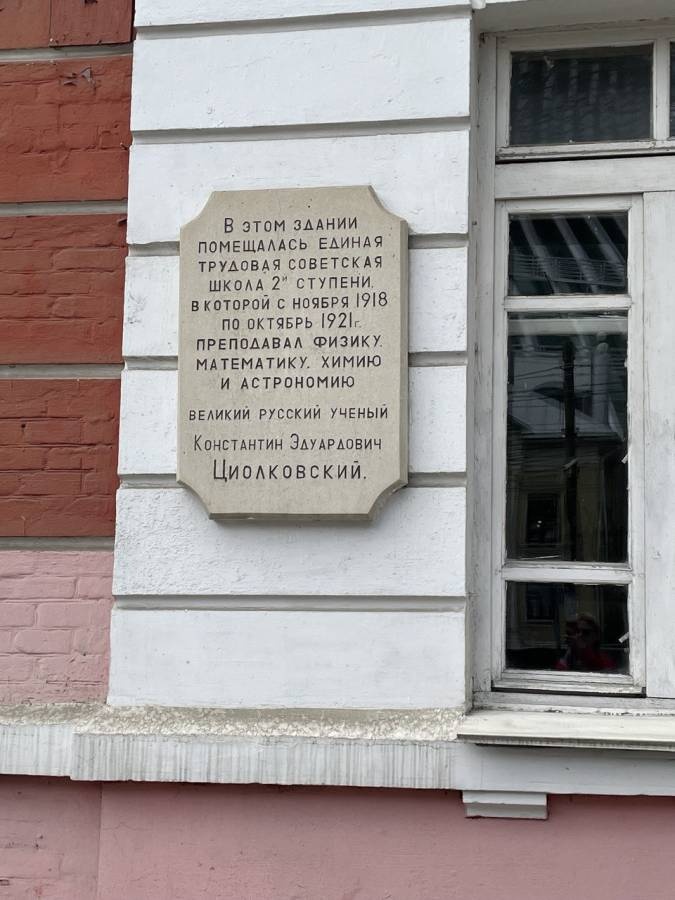 В ЭТОМ ЗДАНИИ
ПОМЕЩАЛАСЬ ЕДИНАЯ
ТРУДОВАЯ СОВЕТСКАЯ
ШКОЛА 2й СТУПЕНИ,
В КОТОРОЙ С НОЯБРЯ 1918
ПО ОКТЯБРЬ 1921г.
ПРЕПОДАВАЛ ФИЗИКУ,
МАТЕМАТИКУ, ХИМИЮ
И АСТРОНОМИЮ
ВЕЛИКИЙ РУССКИЙ УЧЕНЫЙ
КОНСТАНТИН ЭДУАРДОВИЧ
ЦИОЛКОВСКИЙ.